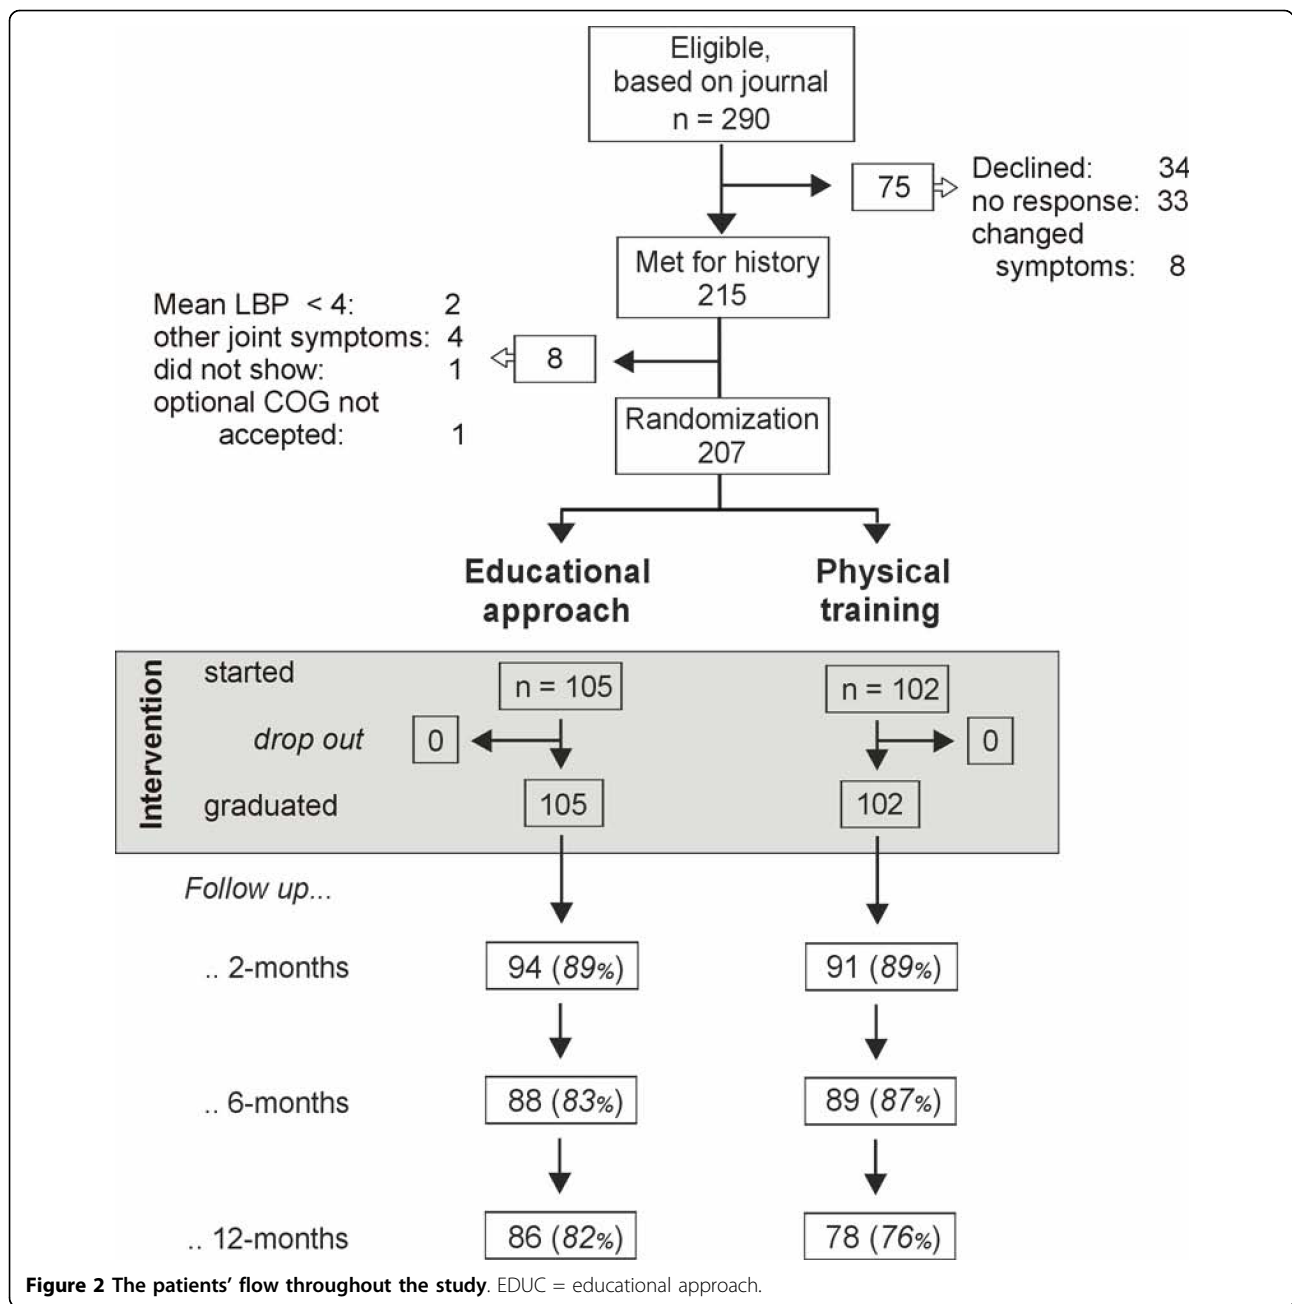 Eligible,
based on journal
n = 290
75
Declined: 34
no response: 33
changed
symptoms: 8
Met for history
215
Mean LBP < 4: 2
other joint symptoms: 4
did not show: 1
optional COG not
accepted: 1
8
Randomization
207
Educational
approach
Physical
training
Intervention
started
n = 105
n = 102
drop out
0
0
graduated
105
102
Follow up...
.. 2-months
94 (89%)
91 (89%)
.. 6-months
88 (83%)
89 (87%)
.. 12-months
86 (82%)
78 (76%)
Figure 2 The patients' flow throughout the study. EDUC = educational approach.